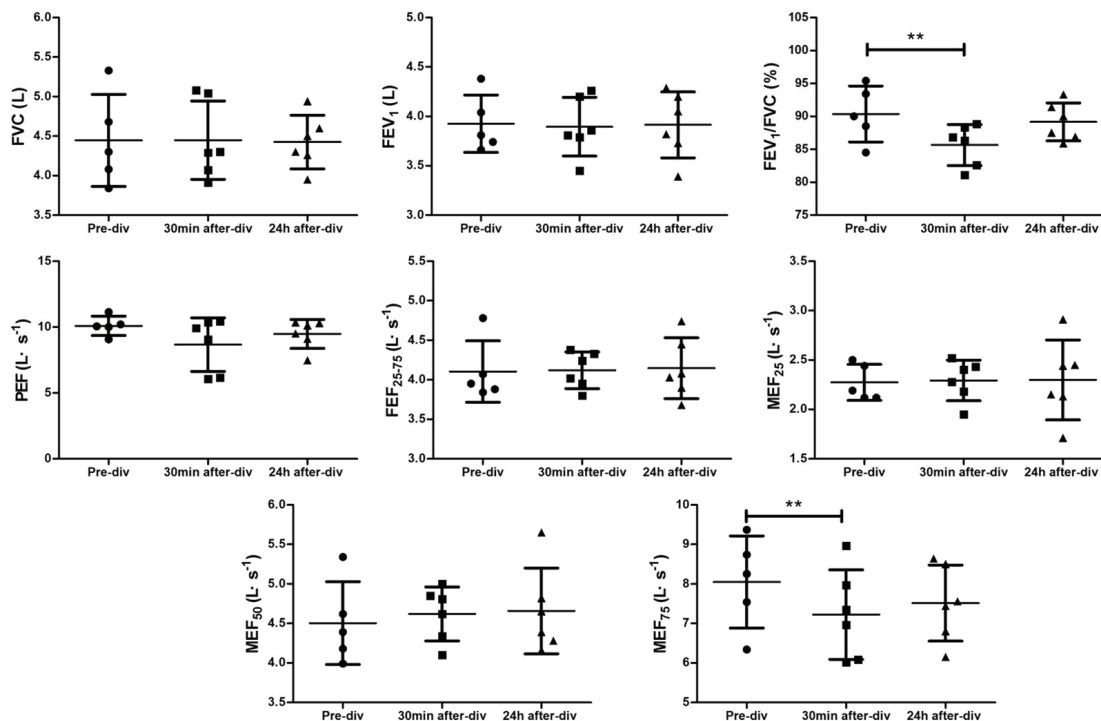 FVC (L)
6.0
5.5
5.0
4.5
4.0
3.5
Pre-div 30min after-div 24h after-div
FEV1 (L)
5.0
4.5
4.0
3.5
3.0
Pre-div 30min after-div 24h after-div
FEV1/FVC (%)
105
100
95
90
85
80
75
**
Pre-div 30min after-div 24h after-div
PEF (L· s-1)
15
10
5
0
Pre-div 30min after-div 24h after-div
FEF25-75 (L· s-1)
5.5
5.0
4.5
4.0
3.5
3.0
Pre-div 30min after-div 24h after-div
MEF25 (L· s-1)
3.5
3.0
2.5
2.0
1.5
Pre-div 30min after-div 24h after-div
MEF50 (L· s-1)
6.0
5.5
5.0
4.5
4.0
3.5
Pre-div 30min after-div 24h after-div
MEF75 (L· s-1)
10
9
8
7
6
5
**
Pre-div 30min after-div 24h after-div